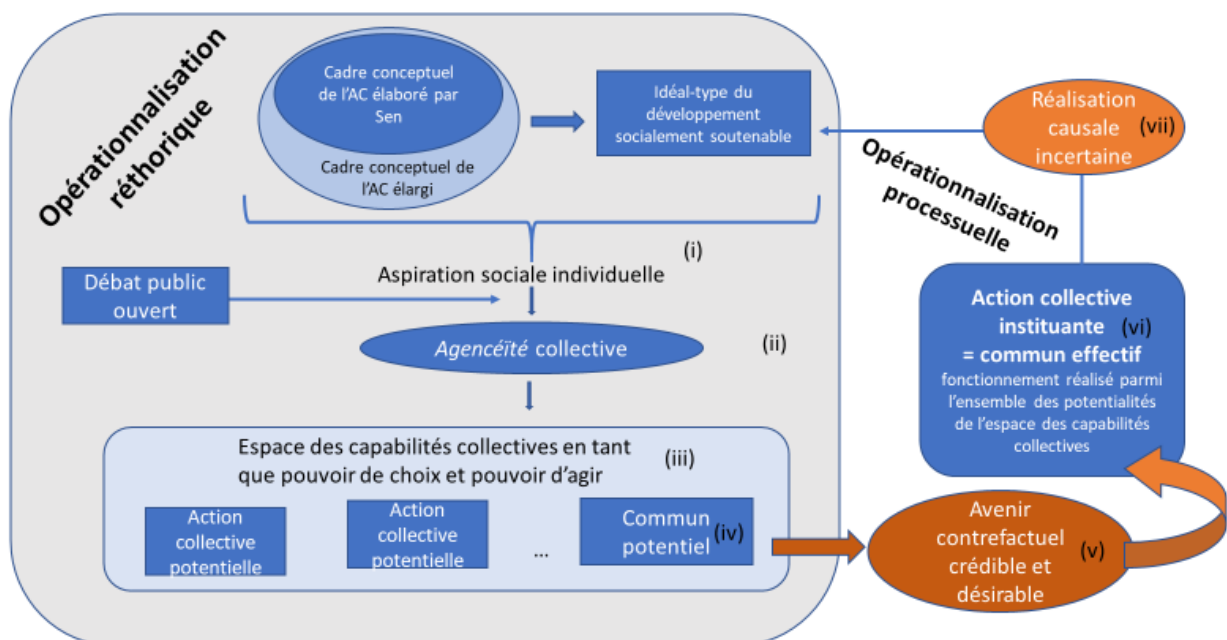 Opérationnalisation
réthorique
Cadre conceptuel
de l'AC élaboré par
Sen
Cadre conceptuel de
l'AC élargi
Idéal-type du
développement
socialement soutenable
Réalisation
causale
incertaine
(vii)
Opérationnalisation
processuelle
(i)
Aspiration sociale individuelle
Débat public
ouvert
Agencéïté collective
(ii)
Action collective
instituante
(vi)
= commun effectif
fonctionnement réalisé parmi
l'ensemble des potentialités
de l'espace des capabilités
collectives
Espace des capabilités collectives en tant
que pouvoir de choix et pouvoir d'agir
(iii)
Action
collective
potentielle
Action
collective
potentielle
...
Commun
potentiel
(iv)
Avenir
contrefactuel
crédible et
désirable
(v)